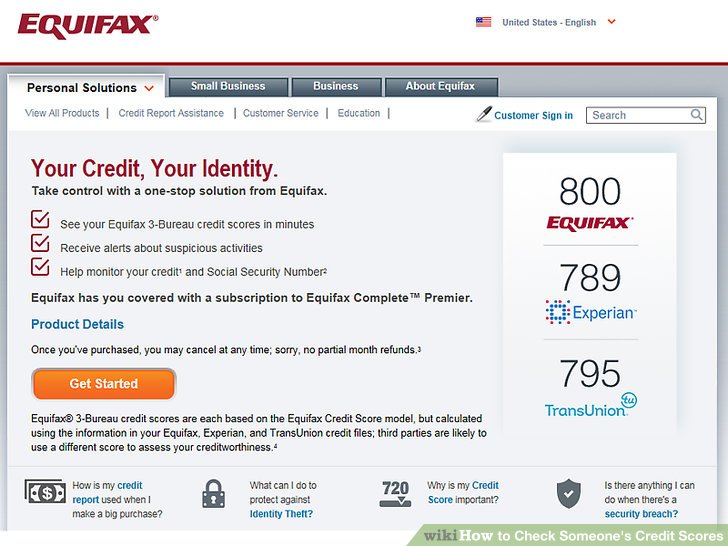 EQUIFAX®
United States - English
Personal Solutions
Small Business
Business
About Equifax
View All Products | Credit Report Assistance | Customer Service | Education |
Customer Sign in
Search
Your Credit, Your Identity.
Take control with a one-stop solution from Equifax.
See your Equifax 3-Bureau credit scores in minutes
Receive alerts about suspicious activities
Help monitor your credit¹ and Social Security Number²
Equifax has you covered with a subscription to Equifax Complete™ Premier.
Product Details
Once you've purchased, you may cancel at any time; sorry, no partial month refunds.³
Get Started
Equifax® 3-Bureau credit scores are each based on the Equifax Credit Score model, but calculated
using the information in your Equifax, Experian, and TransUnion credit files; third parties are likely to
use a different score to assess your creditworthiness.⁴
800
EQUIFAX®
789
Experian™
795
tu
TransUnion
How is my credit
report used when I
make a big purchase?
What can I do to
protect against
Identity Theft?
720
Why is my Credit
Score important?
Is there anything I can
do when there's a
security breach?
wikiHow to Check Someone's Credit Scores